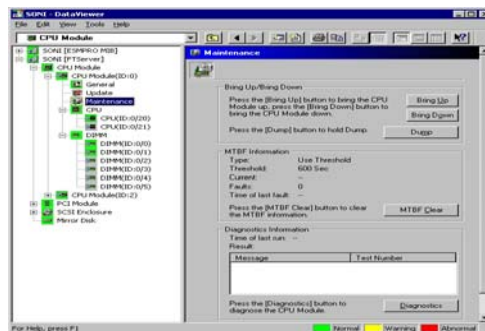 SONI - DataViewer
File Edit View Tools Help
CPU Module
SONI [ESMPRO MIB]
SONI [FTServer]
CPU Module
CPU Module(ID:0)
General
Update
Maintenance
CPU
CPU(ID:0/20)
CPU(ID:0/21)
DIMM
DIMM(ID:0/0)
DIMM(ID:0/1)
DIMM(ID:0/2)
DIMM(ID:0/3)
DIMM(ID:0/4)
DIMM(ID:0/5)
CPU Module(ID:2)
PCI Module
SCSI Enclosure
Mirror Disk
Maintenance
Bring Up/Bring Down
Press the [Bring Up] button to bring the CPU
Module up, press the [Bring Down] button to
bring the CPU Module down.
Bring Up
Bring Down
Press the [Dump] button to hold Dump.
Dump
MTBF Information
Type: Use Threshold
Threshold: 600 Sec
Current: --
Faults: 0
Time of last fault: --
Press the [MTBF Clear] button to clear
the MTBF information.
MTBF Clear
Diagnostics Information
Time of last run: --
Result:
Message Test Number
Press the [Diagnostics] button to
diagnose the CPU Module.
Diagnostics
For Help, press F1
Normal Warning Abnormal